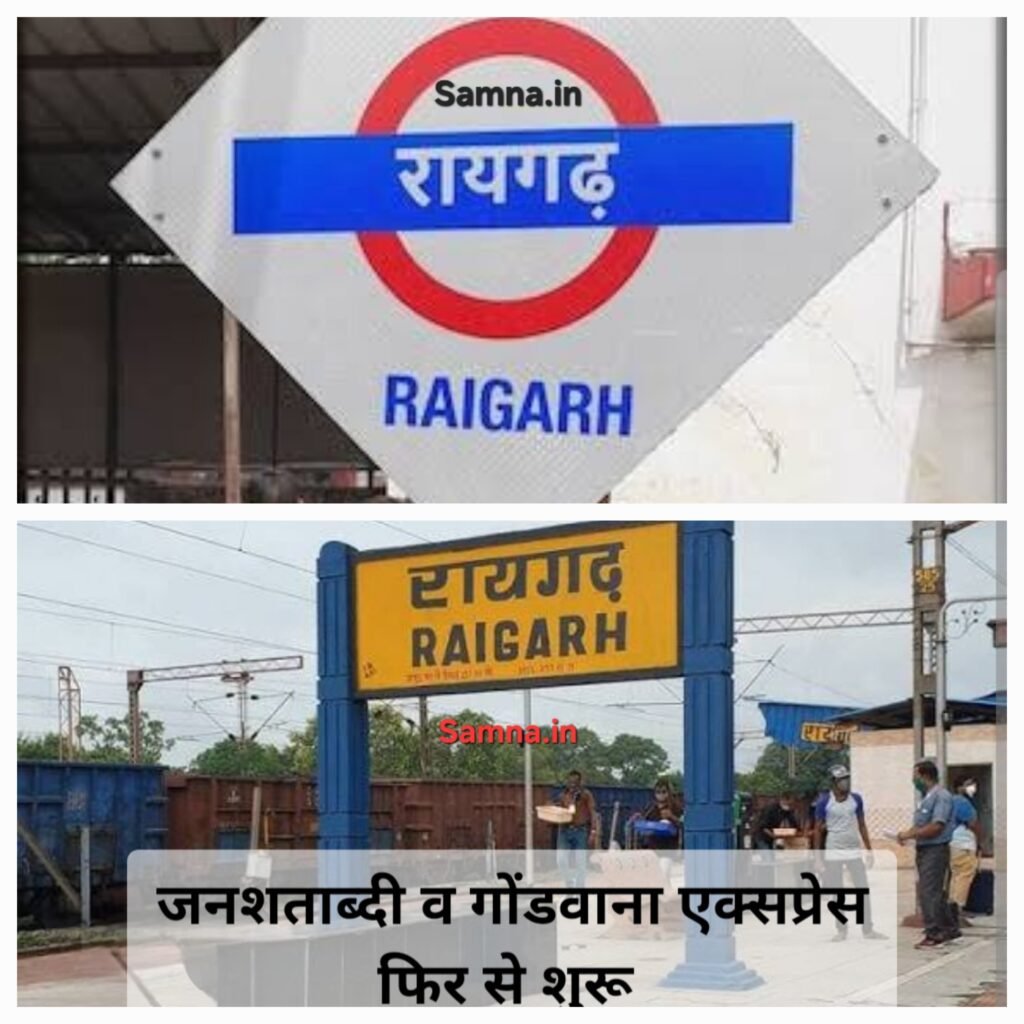 Samna.in
रायगढ़
RAIGARH
रायगढ़
RAIGARH
Samna.in
जनशताब्दी व गोंडवाना एक्सप्रेस
फिर से शुरू